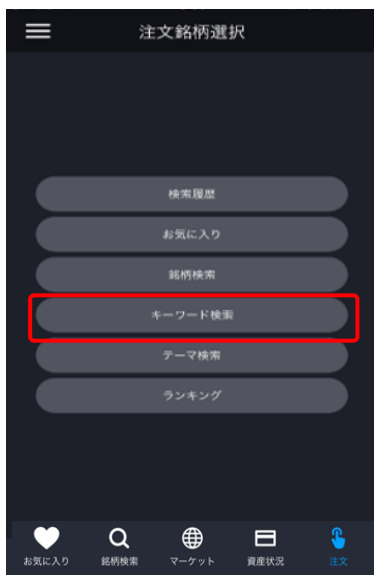 注文銘柄選択
検索履歴
お気に入り
銘柄検索
キーワード検索
テーマ検索
ランキング
お気に入り
銘柄検索
マーケット
資産状況
注文